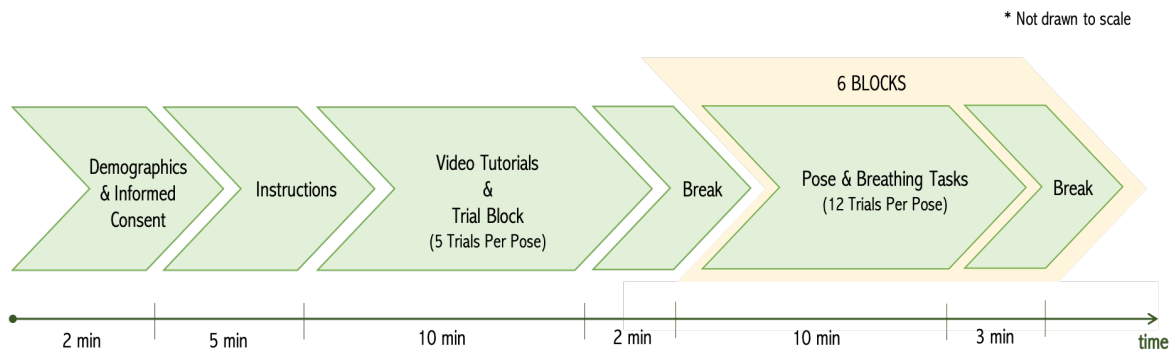 * Not drawn to scale
6 BLOCKS
Demographics
& Informed
Consent
Instructions
Video Tutorials
&
Trial Block
(5 Trials Per Pose)
Break
Pose & Breathing Tasks
(12 Trials Per Pose)
Break
2 min
5 min
10 min
2 min
10 min
3 min
time